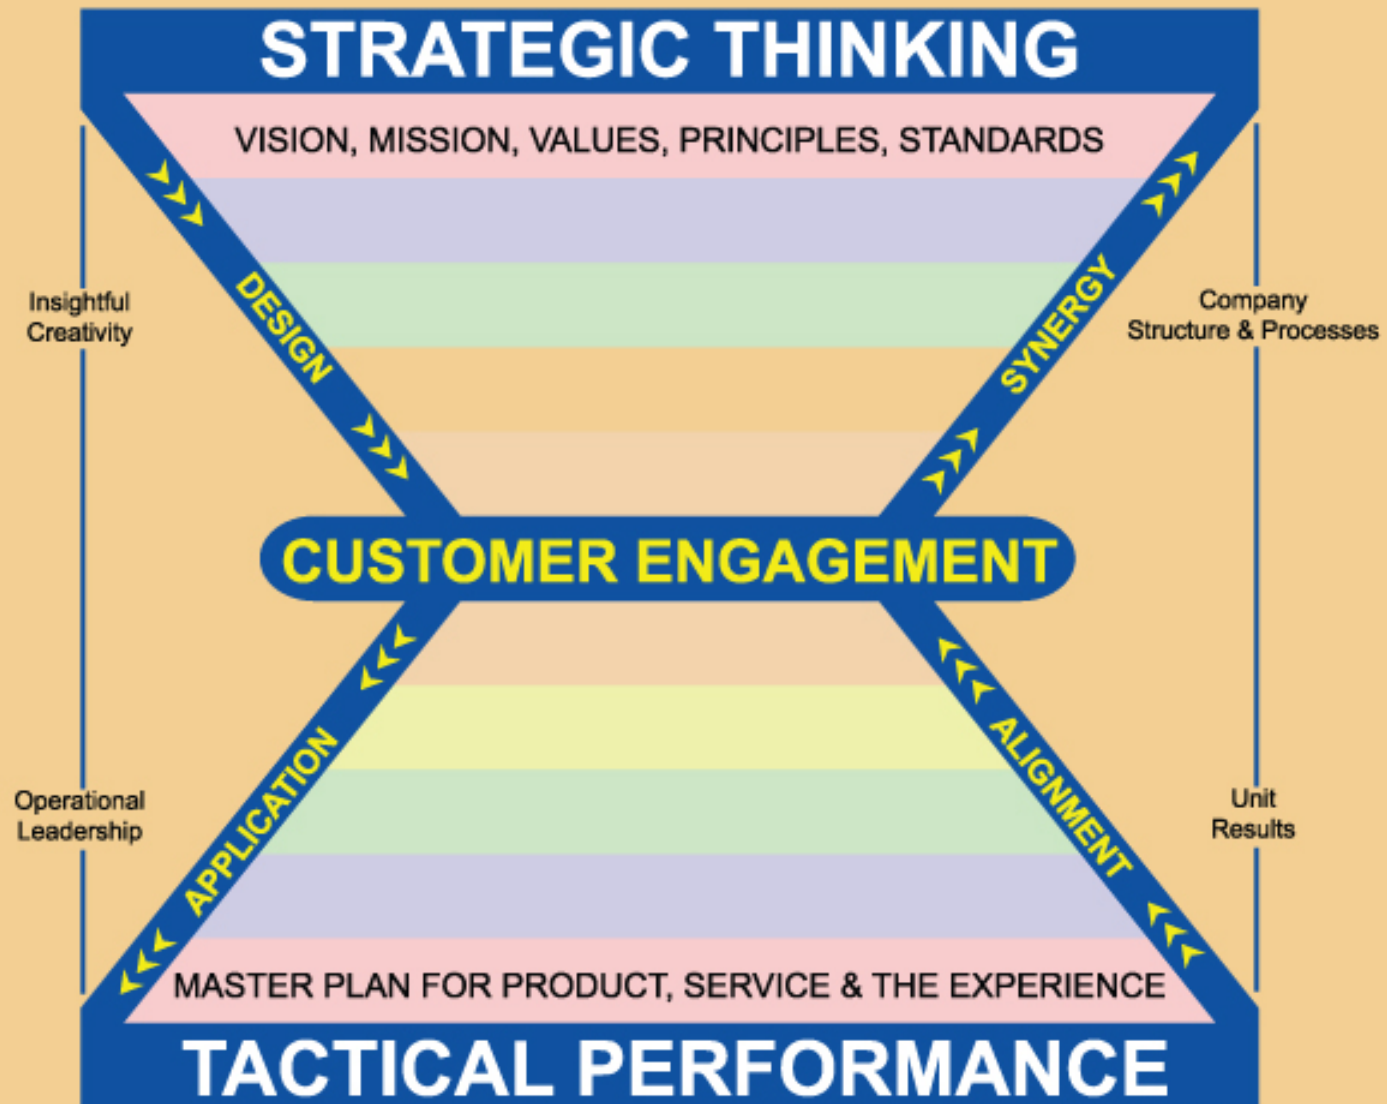 STRATEGIC THINKING
VISION, MISSION, VALUES, PRINCIPLES, STANDARDS
DESIGN
SYNERGY
Insightful
Creativity
Company
Structure & Processes
CUSTOMER ENGAGEMENT
APPLICATION
ALIGNMENT
Operational
Leadership
Unit
Results
MASTER PLAN FOR PRODUCT, SERVICE & THE EXPERIENCE
TACTICAL PERFORMANCE